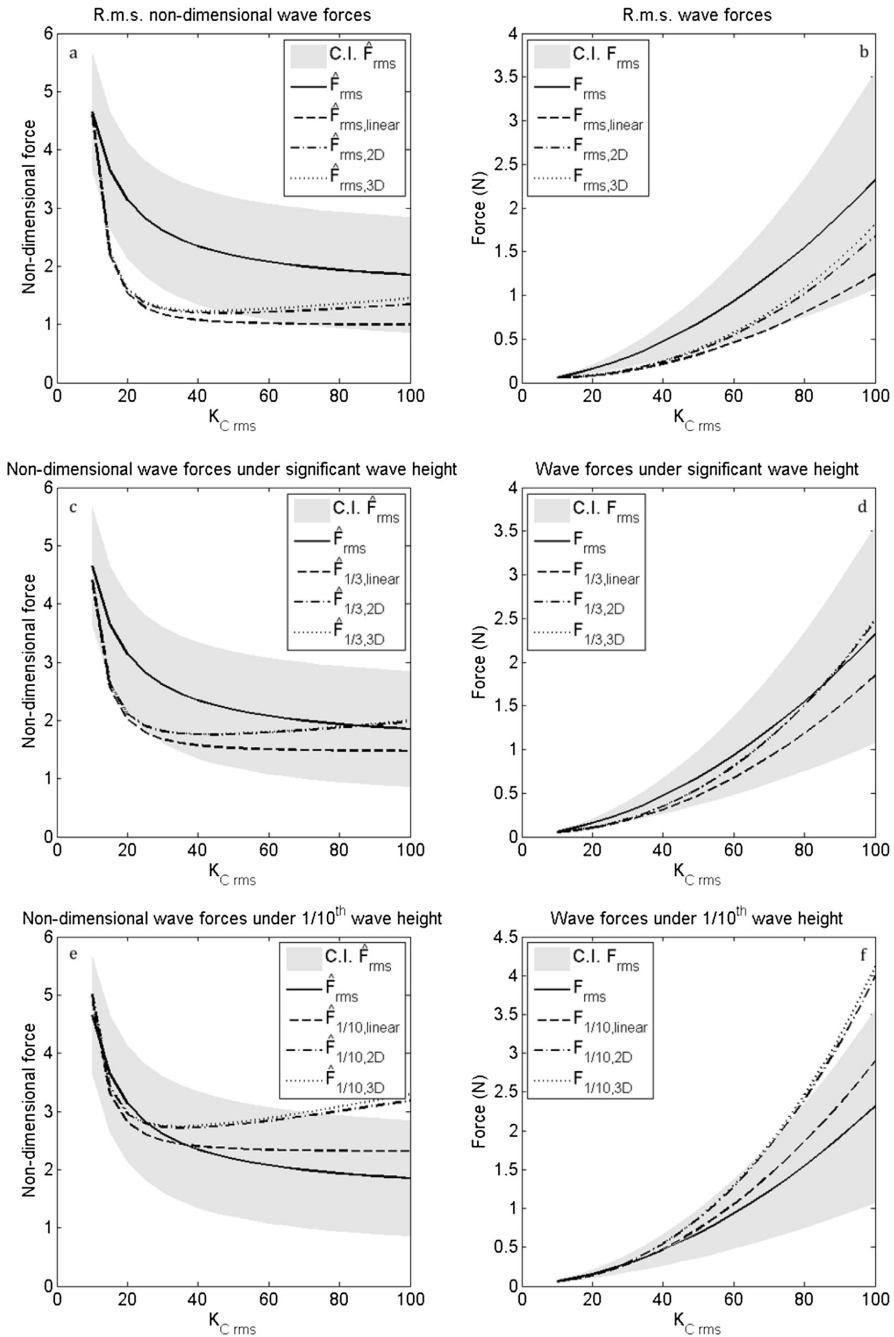 R.m.s. non-dimensional wave forces
a
C.I. F̂rms
F̂rms
F̂rms,linear
F̂rms,2D
F̂rms,3D
Non-dimensional force
6
5
4
3
2
1
0
0 20 40 60 80 100
KC rms
R.m.s. wave forces
b
C.I. Frms
Frms
Frms,linear
Frms,2D
Frms,3D
Force (N)
4
3.5
3
2.5
2
1.5
1
0.5
0
0 20 40 60 80 100
KC rms
Non-dimensional wave forces under significant wave height
c
C.I. F̂rms
F̂rms
F̂1/3,linear
F̂1/3,2D
F̂1/3,3D
Non-dimensional force
6
5
4
3
2
1
0
0 20 40 60 80 100
KC rms
Wave forces under significant wave height
d
C.I. Frms
Frms
F1/3,linear
F1/3,2D
F1/3,3D
Force (N)
4
3.5
3
2.5
2
1.5
1
0.5
0
0 20 40 60 80 100
KC rms
Non-dimensional wave forces under 1/10th wave height
e
C.I. F̂rms
F̂rms
F̂1/10,linear
F̂1/10,2D
F̂1/10,3D
Non-dimensional force
6
5
4
3
2
1
0
0 20 40 60 80 100
KC rms
Wave forces under 1/10th wave height
f
C.I. Frms
Frms
F1/10,linear
F1/10,2D
F1/10,3D
Force (N)
4.5
4
3.5
3
2.5
2
1.5
1
0.5
0
0 20 40 60 80 100
KC rms